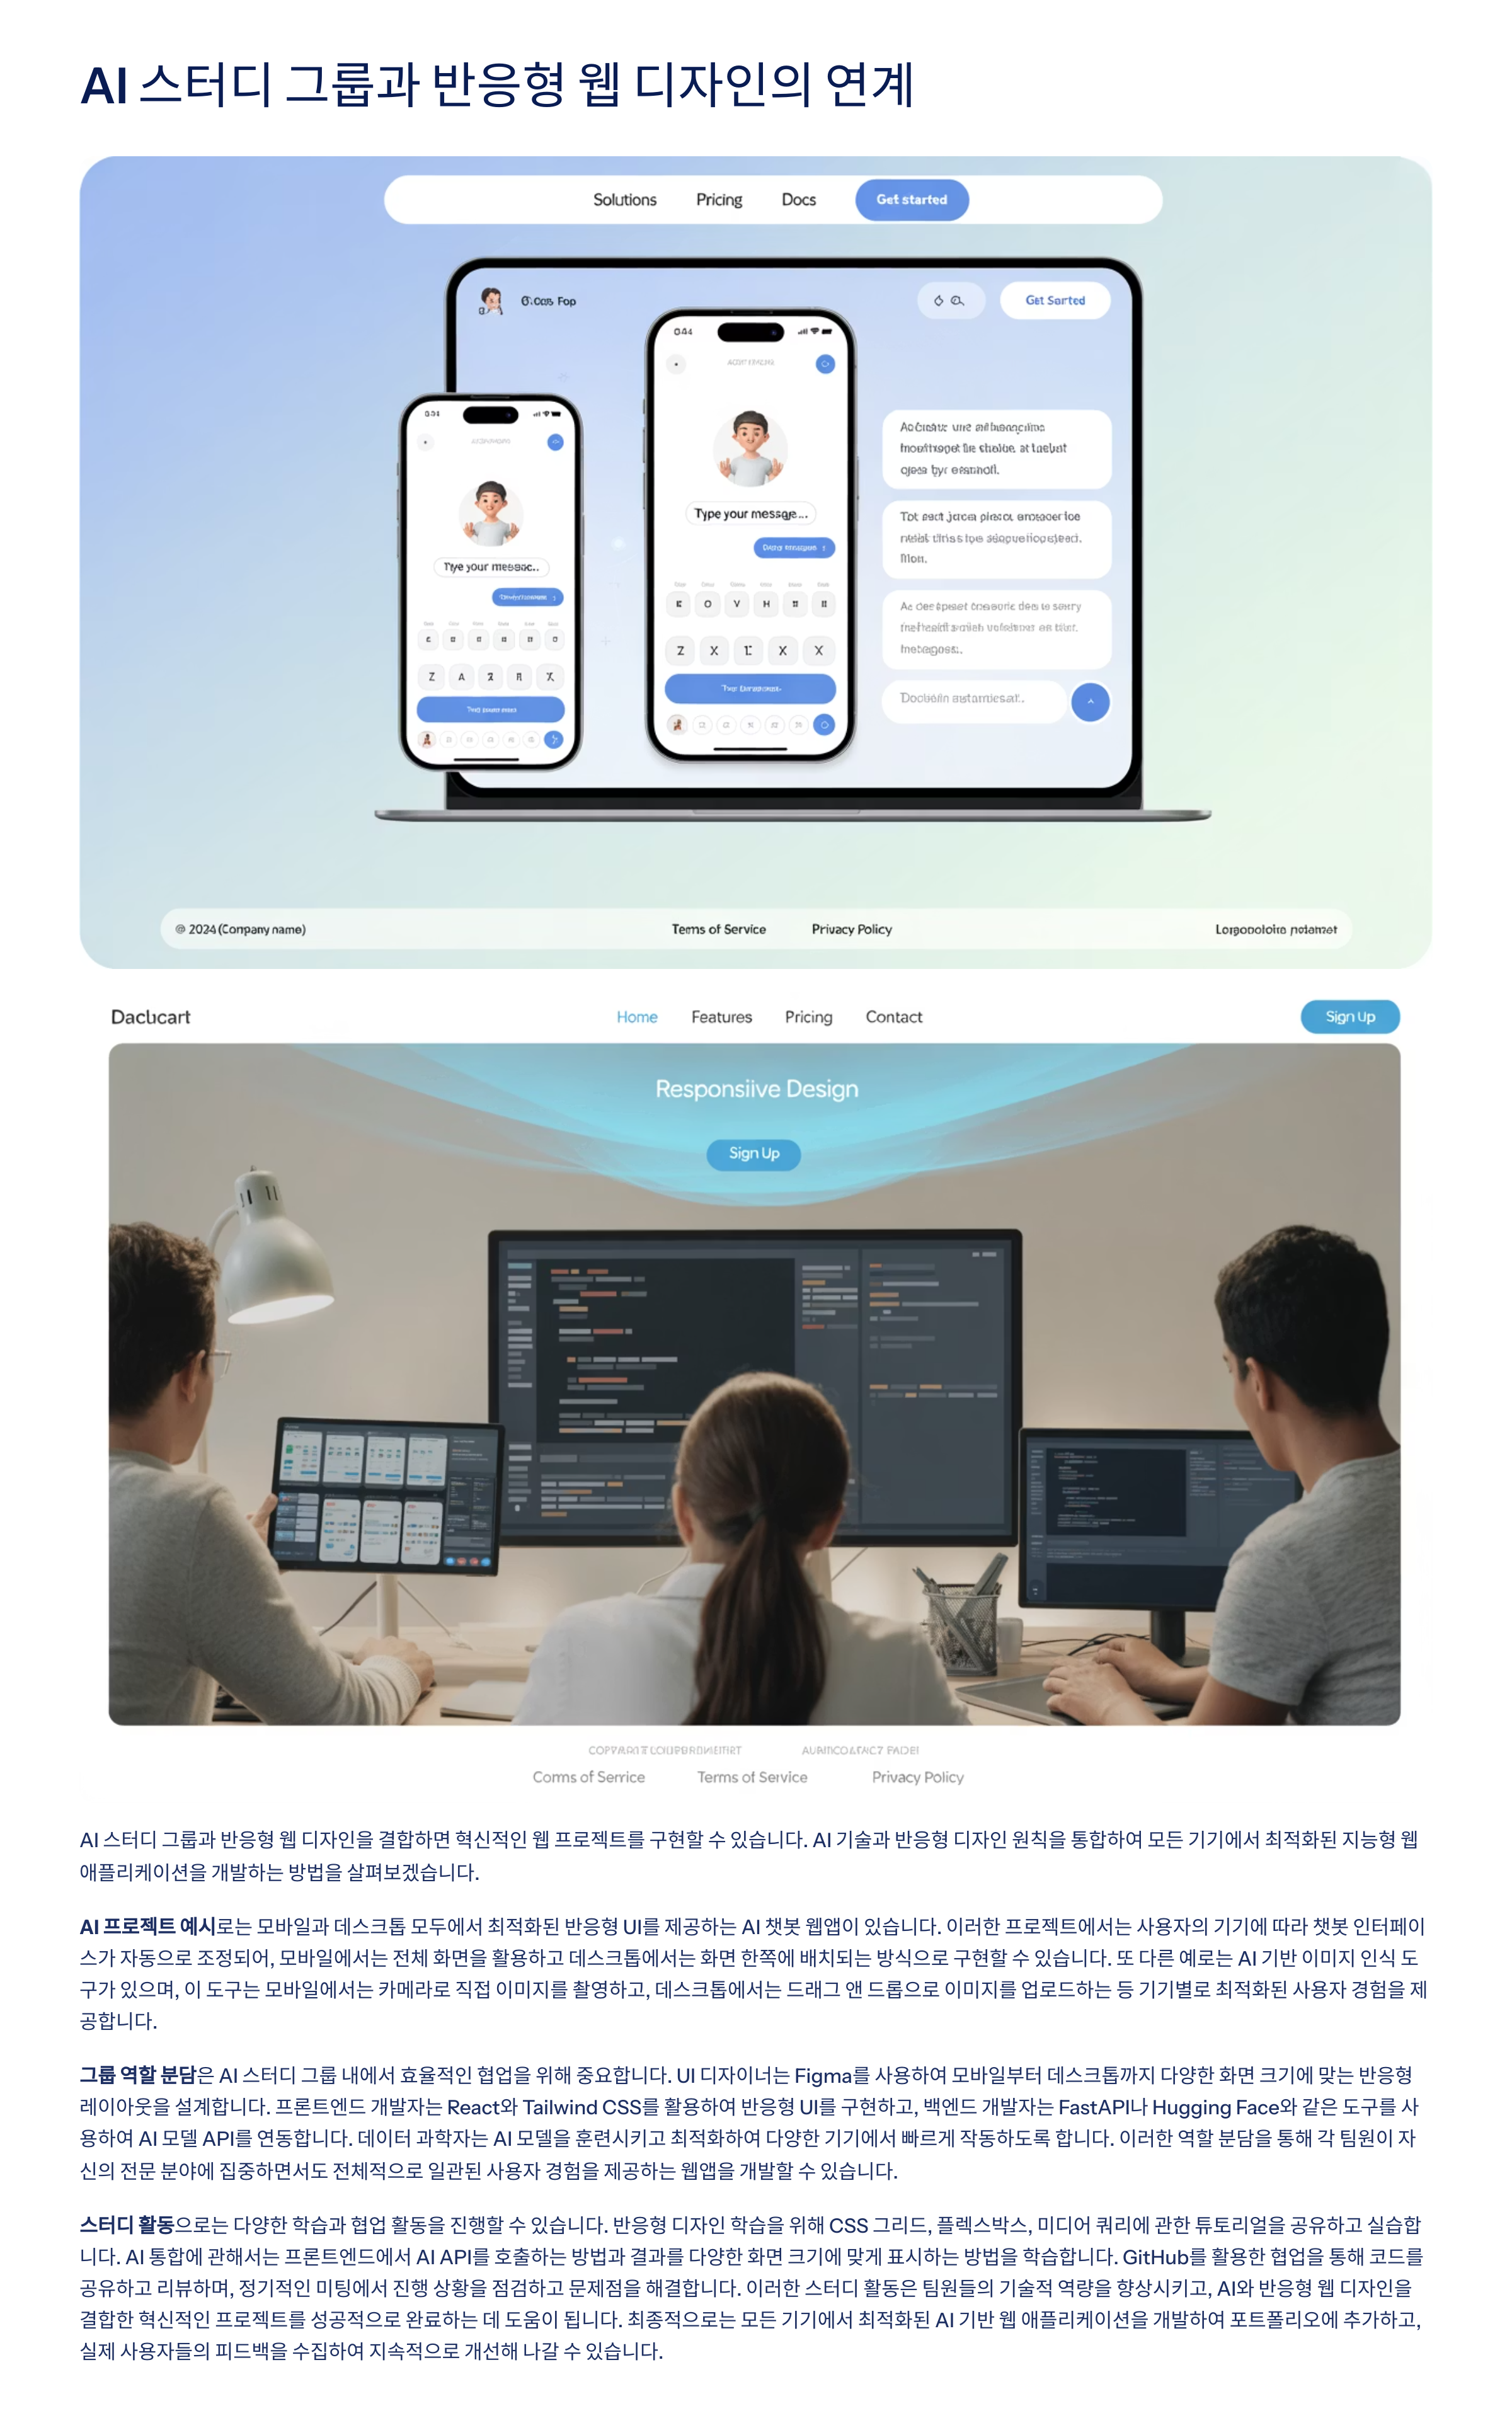 AI 스터디 그룹과 반응형 웹 디자인의 연계
Solutions Pricing Docs Get started
Get Sarted
Type your message...
Tlye your messac..
© 2024 (Conpany name) Tems of Service Privacy Policy
Daclıcart Home Features Pricing Contact Sign Up
Responsiive Design
Sign Up
Corms of Serrice Terms of Service Privacy Policy
AI 스터디 그룹과 반응형 웹 디자인을 결합하면 혁신적인 웹 프로젝트를 구현할 수 있습니다. AI 기술과 반응형 디자인 원칙을 통합하여 모든 기기에서 최적화된 지능형 웹
애플리케이션을 개발하는 방법을 살펴보겠습니다.
AI 프로젝트 예시로는 모바일과 데스크톱 모두에서 최적화된 반응형 UI를 제공하는 AI 챗봇 웹앱이 있습니다. 이러한 프로젝트에서는 사용자의 기기에 따라 챗봇 인터페이
스가 자동으로 조정되어, 모바일에서는 전체 화면을 활용하고 데스크톱에서는 화면 한쪽에 배치되는 방식으로 구현할 수 있습니다. 또 다른 예로는 AI 기반 이미지 인식 도
구가 있으며, 이 도구는 모바일에서는 카메라로 직접 이미지를 촬영하고, 데스크톱에서는 드래그 앤 드롭으로 이미지를 업로드하는 등 기기별로 최적화된 사용자 경험을 제
공합니다.
그룹 역할 분담은 AI 스터디 그룹 내에서 효율적인 협업을 위해 중요합니다. UI 디자이너는 Figma를 사용하여 모바일부터 데스크톱까지 다양한 화면 크기에 맞는 반응형
레이아웃을 설계합니다. 프론트엔드 개발자는 React와 Tailwind CSS를 활용하여 반응형 UI를 구현하고, 백엔드 개발자는 FastAPI나 Hugging Face와 같은 도구를 사
용하여 AI 모델 API를 연동합니다. 데이터 과학자는 AI 모델을 훈련시키고 최적화하여 다양한 기기에서 빠르게 작동하도록 합니다. 이러한 역할 분담을 통해 각 팀원이 자
신의 전문 분야에 집중하면서도 전체적으로 일관된 사용자 경험을 제공하는 웹앱을 개발할 수 있습니다.
스터디 활동으로는 다양한 학습과 협업 활동을 진행할 수 있습니다. 반응형 디자인 학습을 위해 CSS 그리드, 플렉스박스, 미디어 쿼리에 관한 튜토리얼을 공유하고 실습합
니다. AI 통합에 관해서는 프론트엔드에서 AI API를 호출하는 방법과 결과를 다양한 화면 크기에 맞게 표시하는 방법을 학습합니다. GitHub를 활용한 협업을 통해 코드를
공유하고 리뷰하며, 정기적인 미팅에서 진행 상황을 점검하고 문제점을 해결합니다. 이러한 스터디 활동은 팀원들의 기술적 역량을 향상시키고, AI와 반응형 웹 디자인을
결합한 혁신적인 프로젝트를 성공적으로 완료하는 데 도움이 됩니다. 최종적으로는 모든 기기에서 최적화된 AI 기반 웹 애플리케이션을 개발하여 포트폴리오에 추가하고,
실제 사용자들의 피드백을 수집하여 지속적으로 개선해 나갈 수 있습니다.